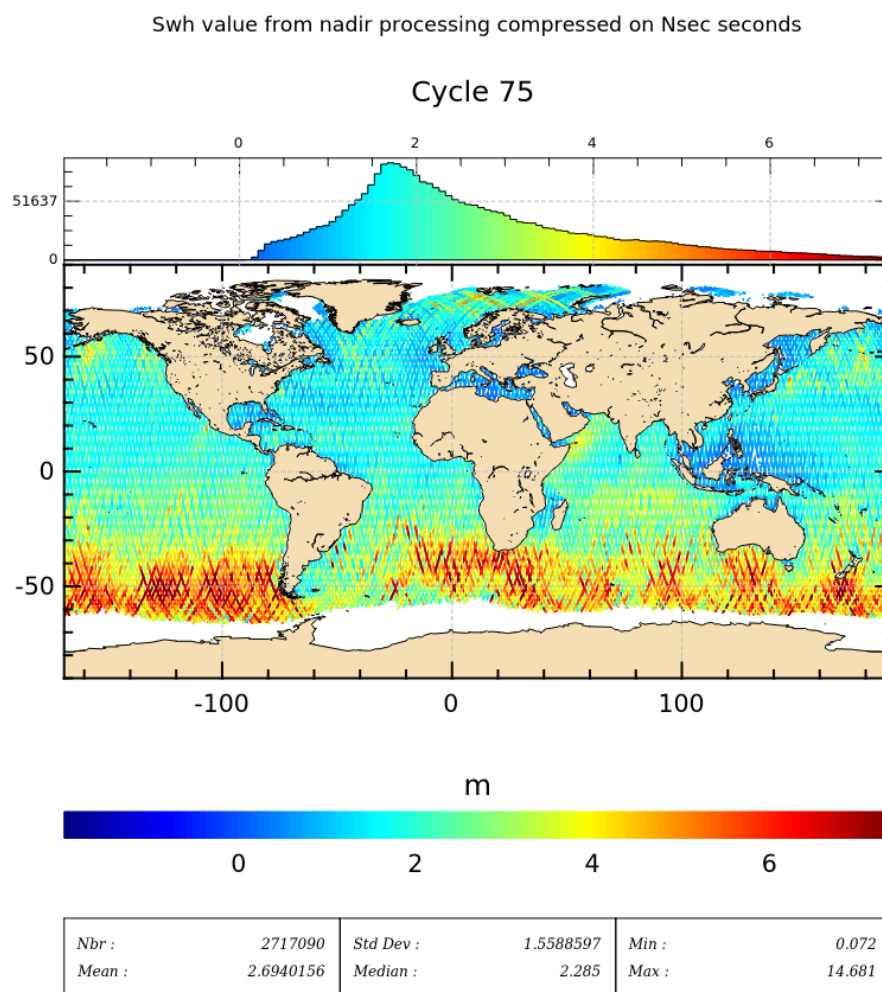 Swh value from nadir processing compressed on Nsec seconds
Cycle 75
0 2 4 6
51637
0
50
0
-50
-100 0 100
m
0 2 4 6
Nbr : 2717090 Std Dev : 1.5588597 Min : 0.072
Mean : 2.6940156 Median : 2.285 Max : 14.681